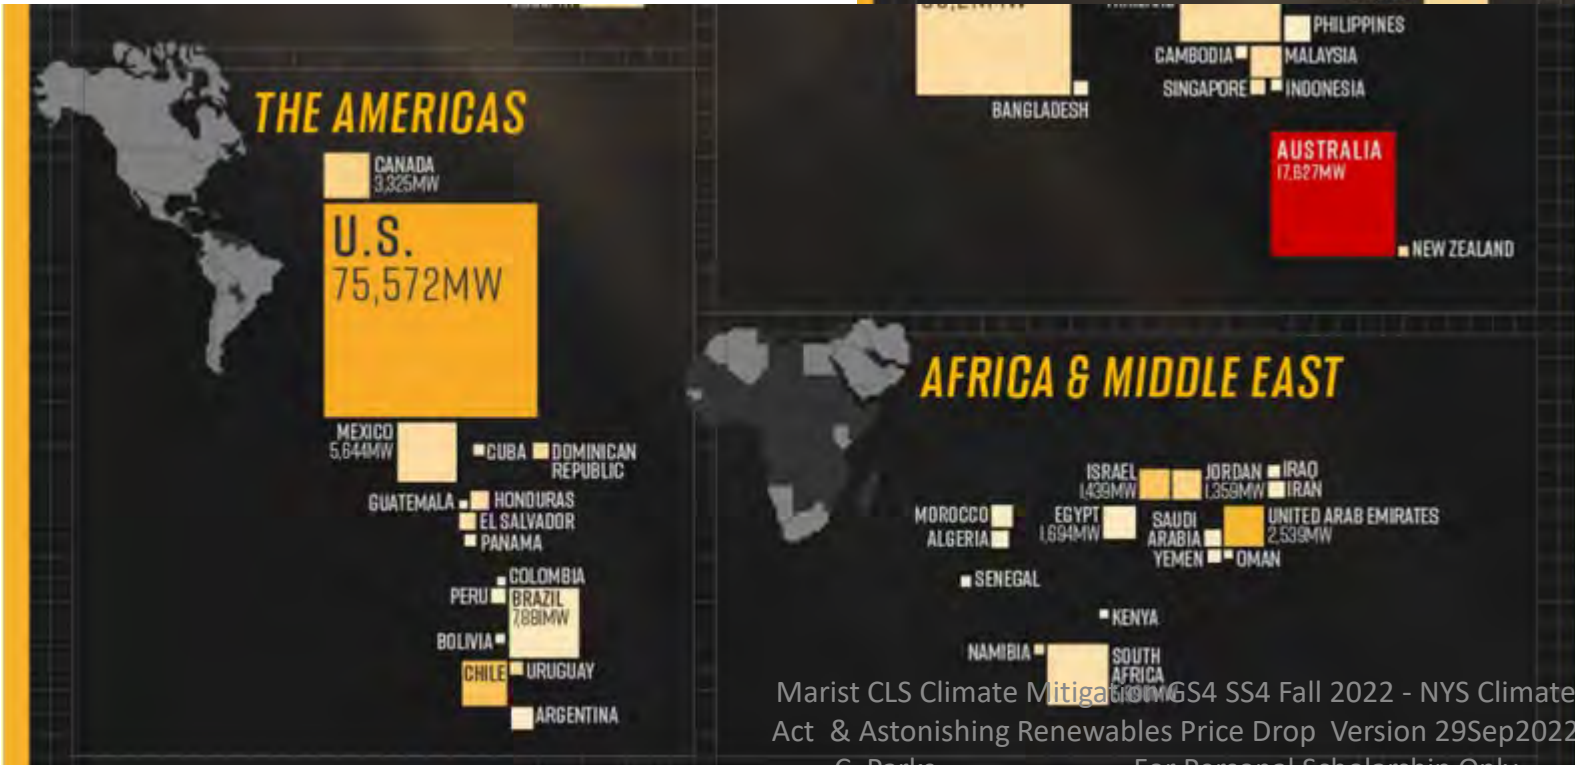 THE AMERICAS
CANADA
3,325MW
U.S.
75,572MW
MEXICO
5,644MW
CUBA
DOMINICAN
REPUBLIC
GUATEMALA
HONDURAS
EL SALVADOR
PANAMA
COLOMBIA
PERU
BRAZIL
7,881MW
BOLIVIA
CHILE
URUGUAY
ARGENTINA
PHILIPPINES
CAMBODIA
MALAYSIA
SINGAPORE
INDONESIA
BANGLADESH
AUSTRALIA
17,627MW
NEW ZEALAND
AFRICA & MIDDLE EAST
ISRAEL
1,439MW
JORDAN
1,359MW
IRAQ
IRAN
MOROCCO
ALGERIA
EGYPT
1,694MW
SAUDI
ARABIA
UNITED ARAB EMIRATES
2,539MW
YEMEN
OMAN
SENEGAL
KENYA
NAMIBIA
SOUTH
AFRICA
Marist CLS Climate Mitigation GS4 SS4 Fall 2022 - NYS Climate
Act & Astonishing Renewables Price Drop Version 29Sep2022